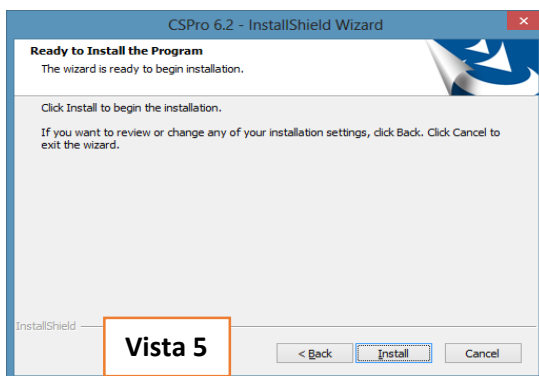 CSPro 6.2 - InstallShield Wizard
Ready to Install the Program
The wizard is ready to begin installation.
Click Install to begin the installation.
If you want to review or change any of your installation settings, click Back. Click Cancel to
exit the wizard.
InstallShield
Vista 5
< Back Install Cancel